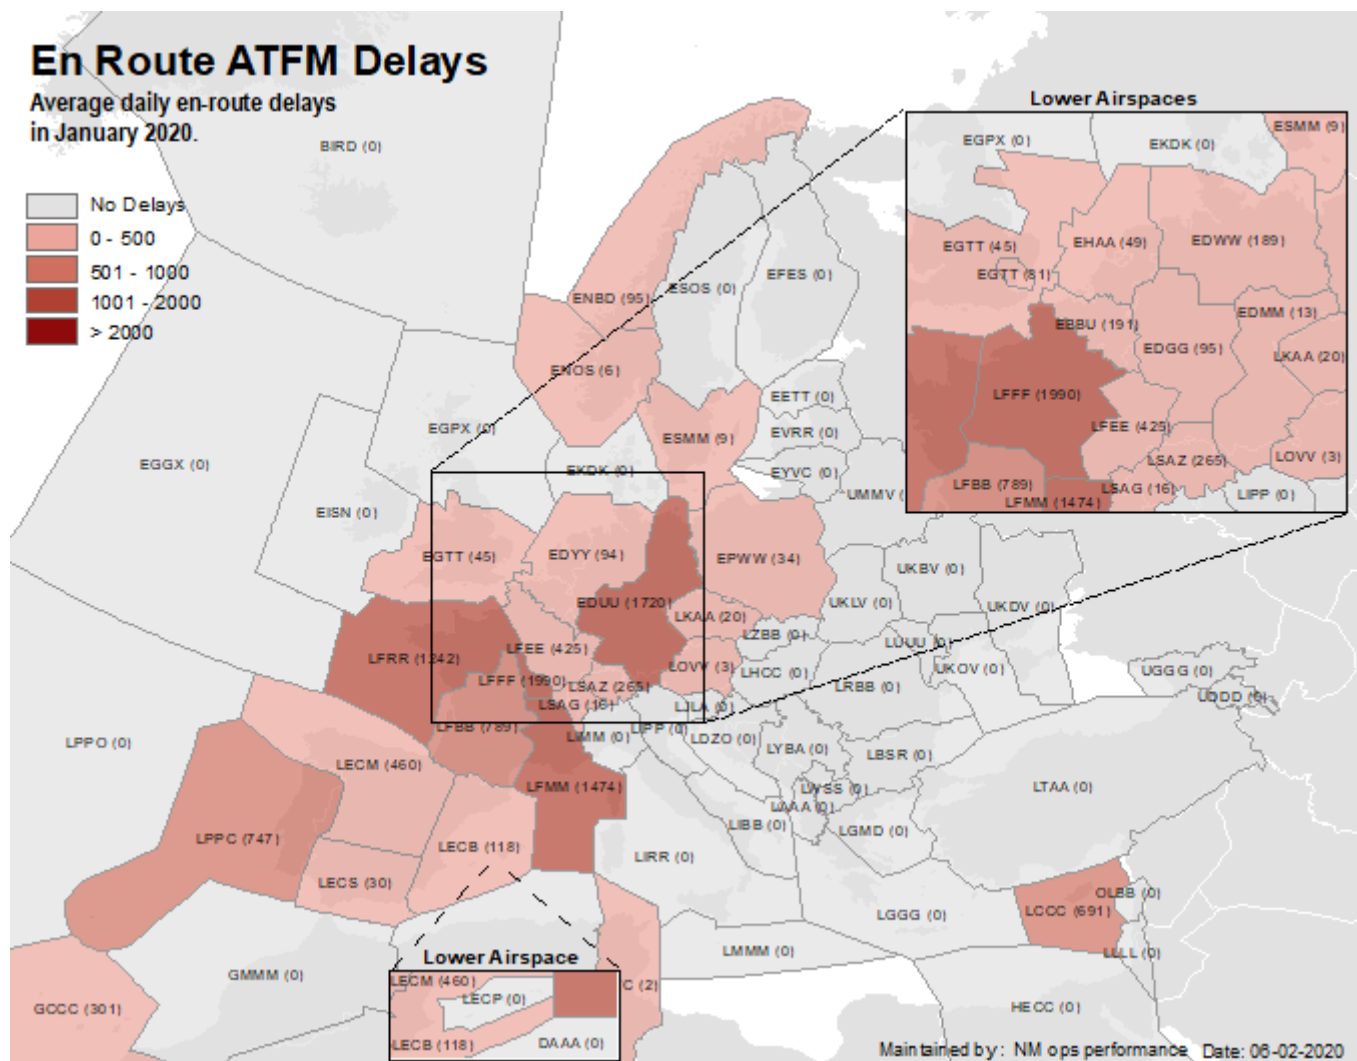 En Route ATFM Delays
Average daily en-route delays
in January 2020.
No Delays
0 - 500
501 - 1000
1001 - 2000
> 2000
Lower Airspaces
EGPX (0)
EKDK (0)
ESMM (9)
EGTT (45)
EHAA (49)
EDWW (189)
EGTT (81)
EBBU (191)
EDMM (13)
EDGG (95)
LKAA (20)
LFFF (1990)
LFEE (425)
LSAZ (265)
LOVV (3)
LFBB (789)
LSAG (16)
LIPP (0)
LFMM (1474)
BIRD (0)
ENBD (95)
ESOS (0)
EFES (0)
ENOS (6)
EETT (0)
EGPX (0)
ESMM (9)
EVRR (0)
EGGX (0)
EKDK (0)
EYVC (0)
UMMV (
EISN (0)
EGTT (45)
EDYY (94)
EPWW (34)
UKBV (0)
EDUU (1720)
UKLV (0)
UKDV (0)
LKAA (20)
LZBB (0)
LFRR (1242)
LFEE (425)
LUUU (0)
LFFF (1990)
LOVV (3)
LHCC (0)
UKOV (0)
UGGG (0)
LSAZ (265)
LRBB (0)
LSAG (16)
LJLA (0)
UDDD (0)
LFBB (789)
LIMM (0)
LIPP (0)
LDZO (0)
LYBA (0)
LBSR (0)
LPPO (0)
LECM (460)
LFMM (1474)
LWSS (0)
LTAA (0)
LAAA (0)
LPPC (747)
LECB (118)
LIBB (0)
LGMD (0)
LIRR (0)
LECS (30)
OLBB (0)
LCCC (691)
LGGG (0)
LMMM (0)
LLLL (0)
GMMM (0)
Lower Airspace
LECM (460)
C (2)
LECP (0)
GCCC (301)
HECC (0)
LECB (118)
DAAA (0)
Maintained by: NM ops performance Date: 06-02-2020